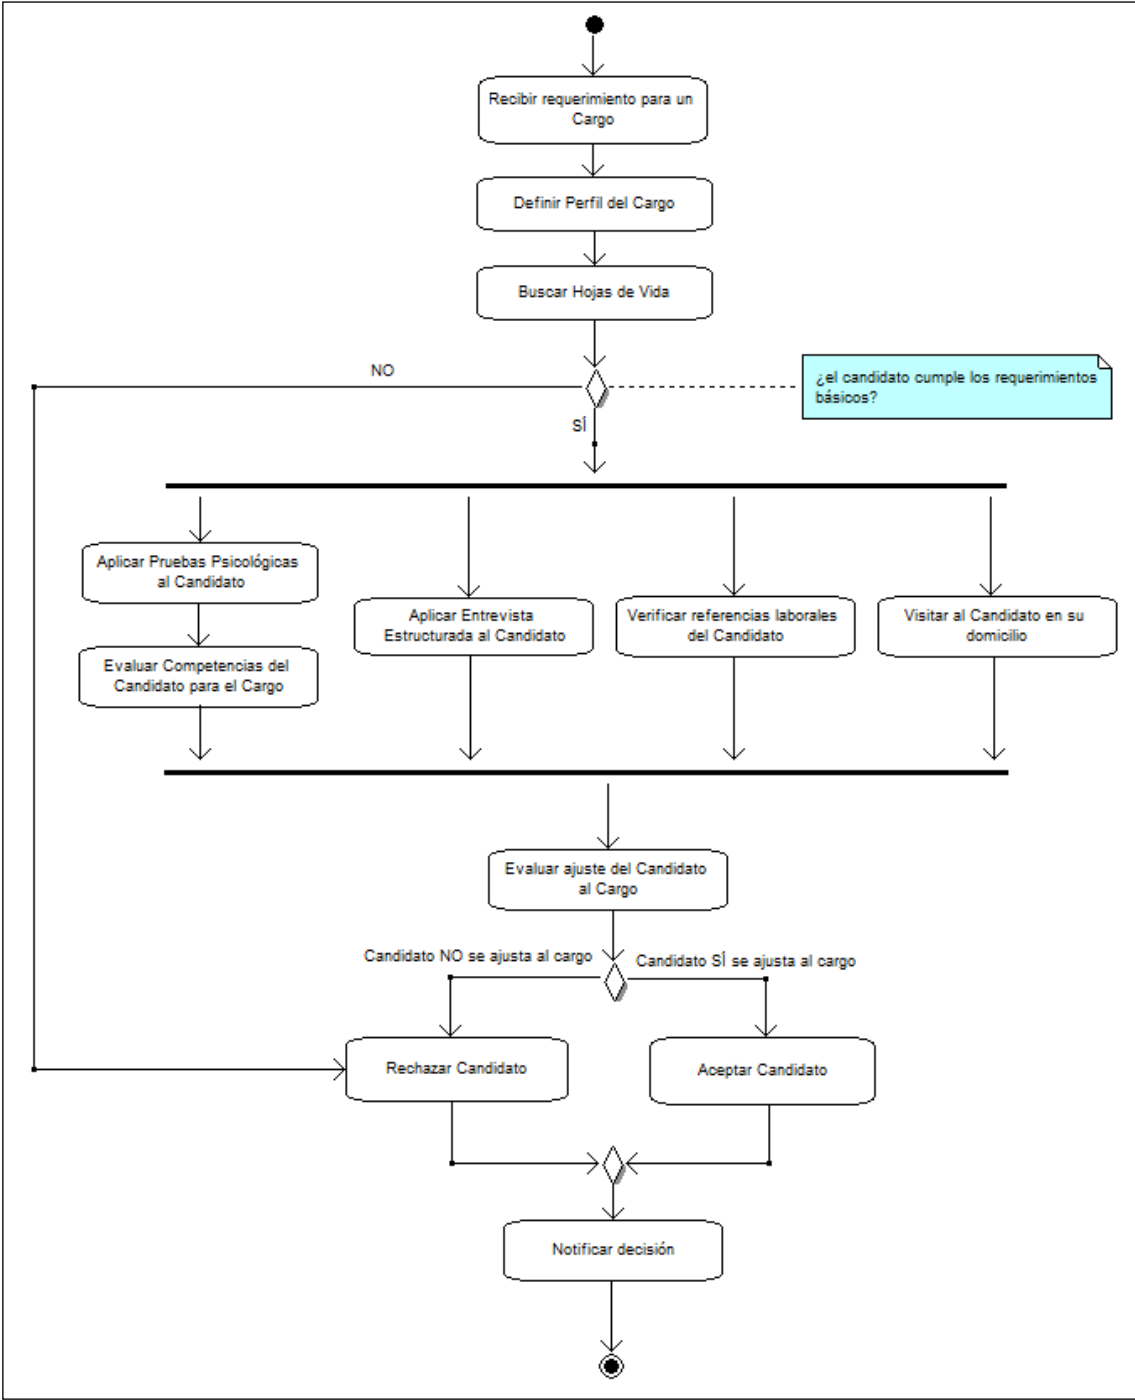 Recibir requerimiento para un
Cargo
Definir Perfil del Cargo
Buscar Hojas de Vida
NO
¿el candidato cumple los requerimientos
básicos?
SÍ
Aplicar Pruebas Psicológicas
al Candidato
Aplicar Entrevista
Estructurada al Candidato
Verificar referencias laborales
del Candidato
Visitar al Candidato en su
domicilio
Evaluar Competencias del
Candidato para el Cargo
Evaluar ajuste del Candidato
al Cargo
Candidato NO se ajusta al cargo
Candidato SÍ se ajusta al cargo
Rechazar Candidato
Aceptar Candidato
Notificar decisión